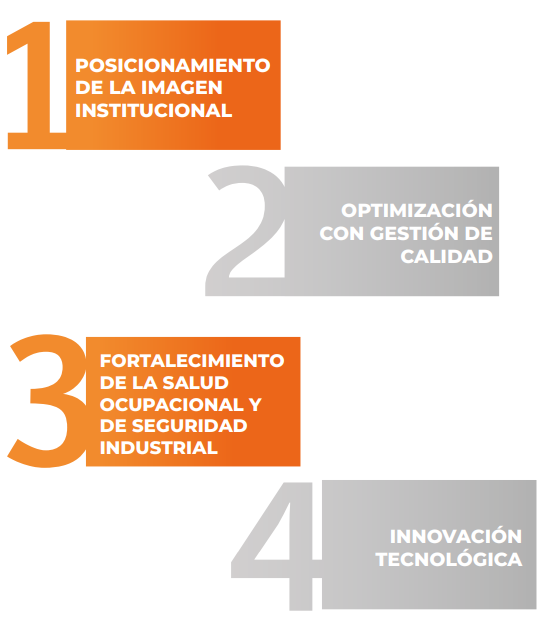 1
POSICIONAMIENTO
DE LA IMAGEN
INSTITUCIONAL
2
OPTIMIZACIÓN
CON GESTIÓN DE
CALIDAD
3
FORTALECIMIENTO
DE LA SALUD
OCUPACIONAL Y
DE SEGURIDAD
INDUSTRIAL
4
INNOVACIÓN
TECNOLÓGICA